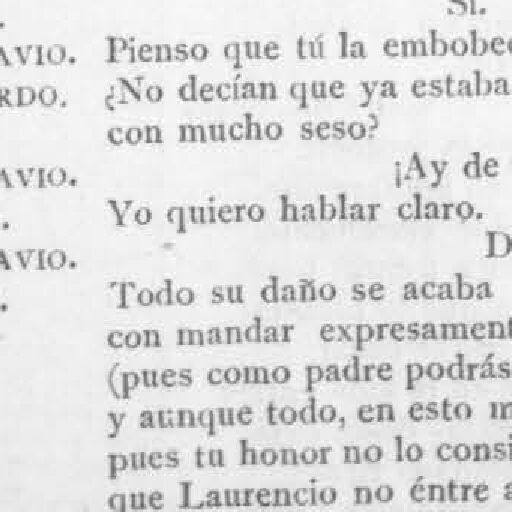 Sí.
AVIO. Pienso que tú la embobec
RDO. ¿No decían que ya estaba
con mucho seso?
AVIO. ¡Ay de
. Yo quiero hablar claro.
AVIO. D
. Todo su daño se acaba
con mandar expresament
(pues como padre podrás
y aunque todo, en esto m
pues tu honor no lo consi
que Laurencio no éntre a